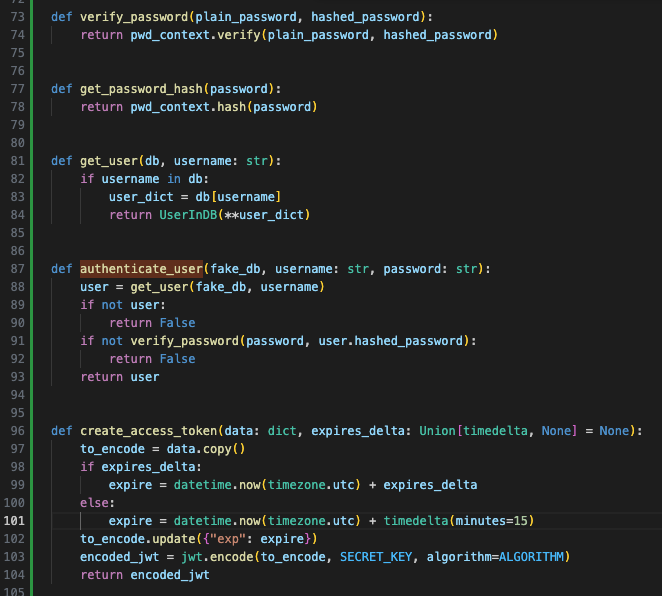 72
73 def verify_password(plain_password, hashed_password):
74     return pwd_context.verify(plain_password, hashed_password)
75
76
77 def get_password_hash(password):
78     return pwd_context.hash(password)
79
80
81 def get_user(db, username: str):
82     if username in db:
83         user_dict = db[username]
84         return UserInDB(**user_dict)
85
86
87 def authenticate_user(fake_db, username: str, password: str):
88     user = get_user(fake_db, username)
89     if not user:
90         return False
91     if not verify_password(password, user.hashed_password):
92         return False
93     return user
94
95
96 def create_access_token(data: dict, expires_delta: Union[timedelta, None] = None):
97     to_encode = data.copy()
98     if expires_delta:
99         expire = datetime.now(timezone.utc) + expires_delta
100     else:
101         expire = datetime.now(timezone.utc) + timedelta(minutes=15)
102     to_encode.update({"exp": expire})
103     encoded_jwt = jwt.encode(to_encode, SECRET_KEY, algorithm=ALGORITHM)
104     return encoded_jwt
105